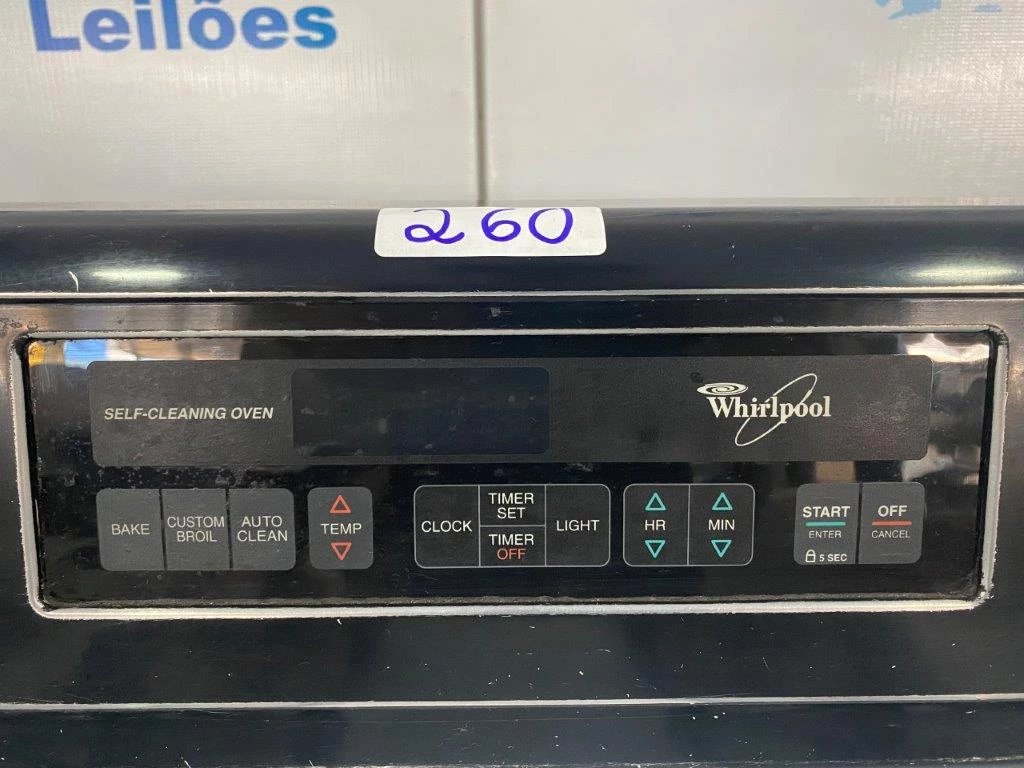 Leilões
260
SELF-CLEANING OVEN
Whirlpool
BAKE
CUSTOM
BROIL
AUTO
CLEAN
TEMP
CLOCK
TIMER
SET
TIMER
OFF
LIGHT
HR
MIN
START
ENTER
5 SEC
OFF
CANCEL